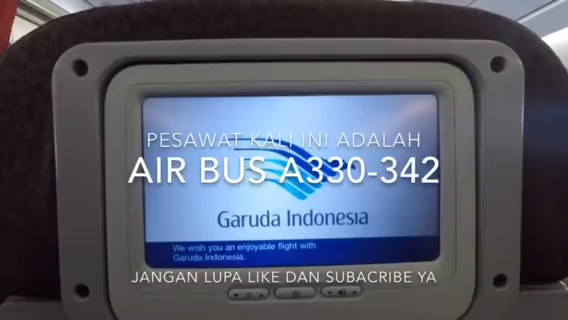 PESAWAT KALI INI ADALAH
AIR BUS A330-342
Garuda Indonesia
We wish you an enjoyable flight with
Garuda Indonesia.
JANGAN LUPA LIKE DAN SUBACRIBE YA